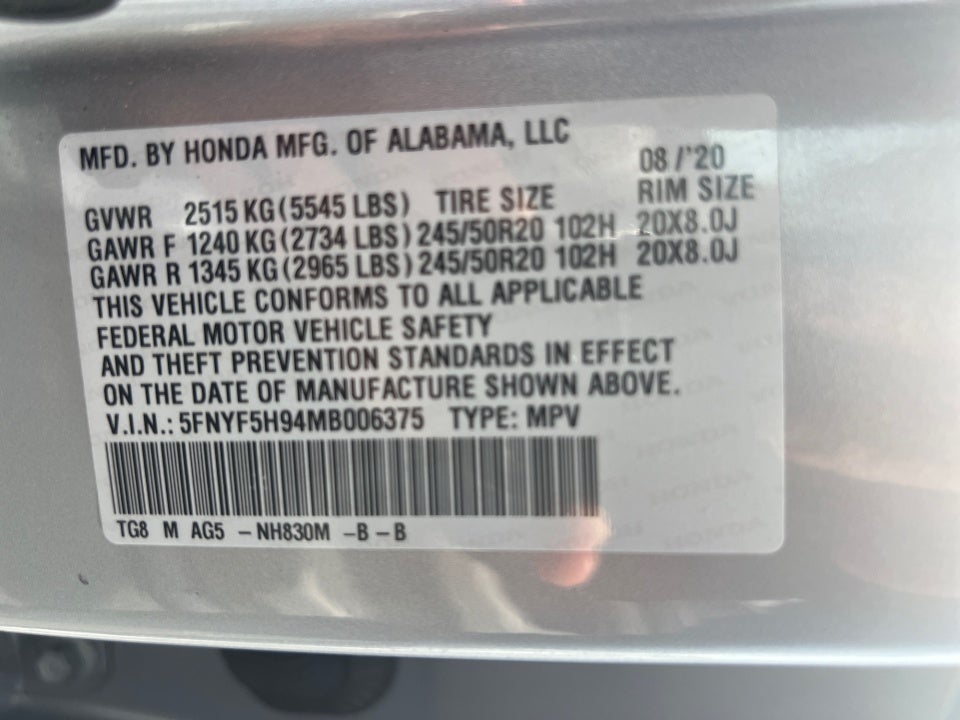 MFD. BY HONDA MFG. OF ALABAMA, LLC
08/'20
GVWR 2515 KG (5545 LBS) TIRE SIZE RIM SIZE
GAWR F 1240 KG (2734 LBS) 245/50R20 102H 20X8.0J
GAWR R 1345 KG (2965 LBS) 245/50R20 102H 20X8.0J
THIS VEHICLE CONFORMS TO ALL APPLICABLE
FEDERAL MOTOR VEHICLE SAFETY
AND THEFT PREVENTION STANDARDS IN EFFECT
ON THE DATE OF MANUFACTURE SHOWN ABOVE.
V.I.N.: 5FNYF5H94MB006375 TYPE: MPV
TG8 M AG5 -NH830M -B-B